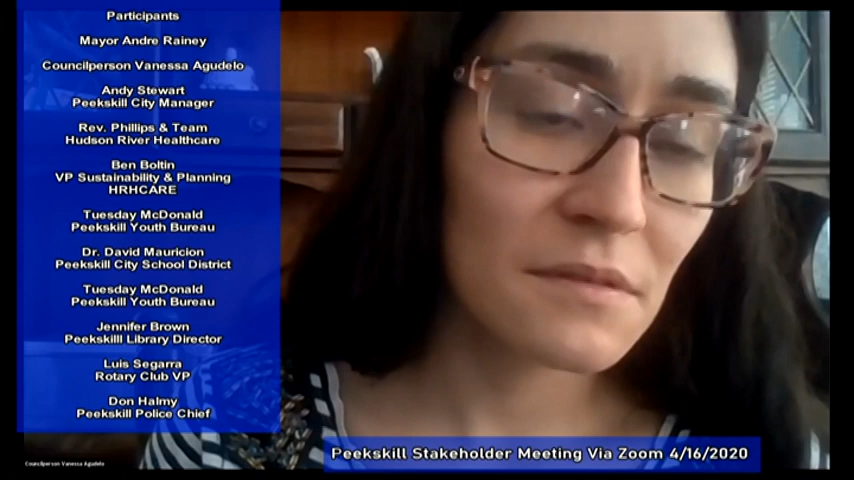 Participants
Mayor Andre Rainey
Councilperson Vanessa Agudelo
Andy Stewart
Peekskill City Manager
Rev. Phillips & Team
Hudson River Healthcare
Ben Boltin
VP Sustainability & Planning
HRHCARE
Tuesday McDonald
Peekskill Youth Bureau
Dr. David Mauricion
Peekskill City School District
Tuesday McDonald
Peekskill Youth Bureau
Jennifer Brown
Peekskilll Library Director
Luis Segarra
Rotary Club VP
Don Halmy
Peekskill Police Chief
Councilperson Vanessa Agudelo
Peekskill Stakeholder Meeting Via Zoom 4/16/2020